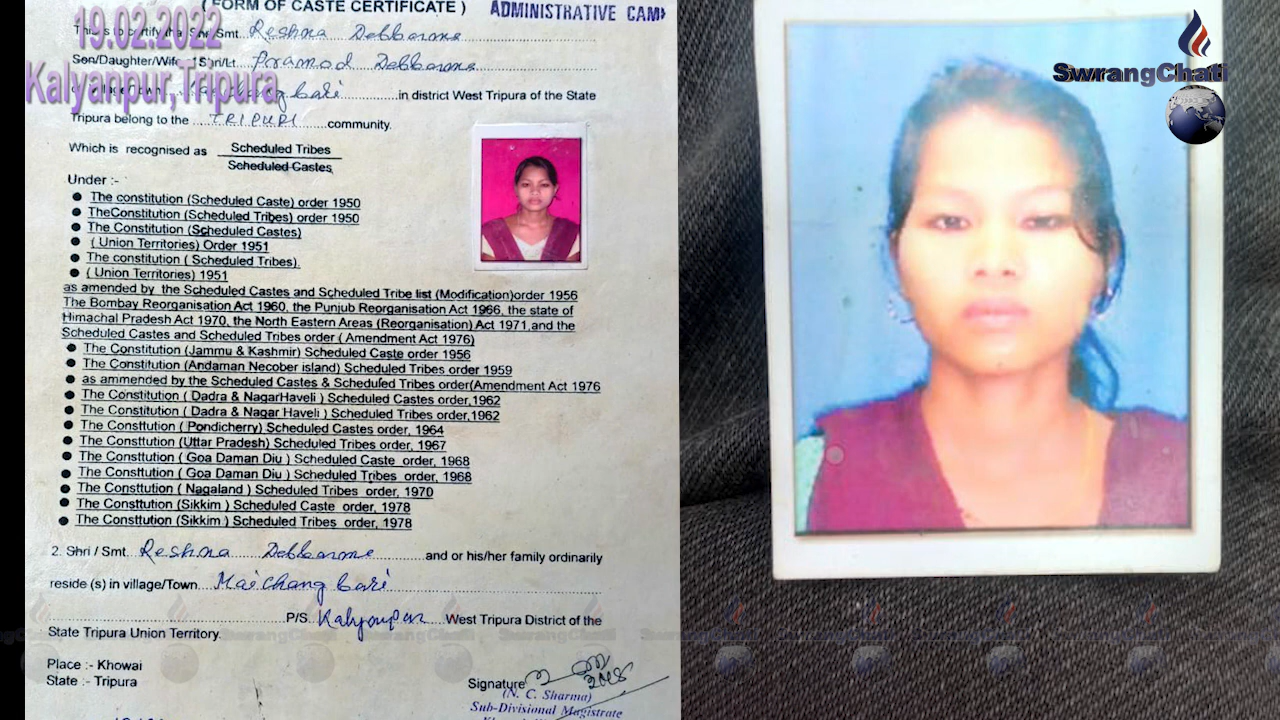 ( FORM OF CASTE CERTIFICATE )
ADMINISTRATIVE CAM
19.02.2022
Kalyanpur,Tripura
This is to certify that Shri/Smt. Reshna Debbarma
Son/Daughter/Wife of Shri/Lt. Pramod Debbarma
in district West Tripura of the State
Tripura belong to the ....TRIPURI........community.
Which is recognised as Scheduled Tribes
Scheduled Castes
Under :-
The constitution (Scheduled Caste) order 1950
TheConstitution (Scheduled Tribes) order 1950
The Constitution (Scheduled Castes)
( Union Territories) Order 1951
The constitution ( Scheduled Tribes)
( Union Territories) 1951
as amended by the Scheduled Castes and Scheduled Tribe list (Modification)order 1956
The Bombay Reorganisation Act 1960, the Punjub Reorganisation Act 1966, the state of
Himachal Pradesh Act 1970, the North Eastern Areas (Reorganisation) Act 1971,and the
Scheduled Castes and Scheduled Tribes order ( Amendment Act 1976)
The Constitution (Jammu & Kashmir) Scheduled Caste order 1956
The Constitution (Andaman Necober island) Scheduled Tribes order 1959
as ammended by the Scheduled Castes & Scheduled Tribes order(Amendment Act 1976
The Constitution ( Dadra & NagarHaveli ) Scheduled Castes order,1962
The Constitution ( Dadra & Nagar Haveli ) Scheduled Tribes order,1962
The Consttution ( Pondicherry) Scheduled Castes order, 1964
The Consttution (Uttar Pradesh) Scheduled Tribes order, 1967
The Consttution ( Goa Daman Diu ) Scheduled Caste order, 1968
The Consttution ( Goa Daman Diu ) Scheduled Tribes order, 1968
The Consttution ( Nagaland ) Scheduled Tribes order, 1970
The Consttution (Sikkim ) Scheduled Caste order, 1978
The Consttution (Sikkim ) Scheduled Tribes order, 1978
2. Shri / Smt. Reshna Debbarma and or his/her family ordinarily
reside (s) in village/Town....Maichang bari
P/S. Kalyanpur....West Tripura District of the
State Tripura Union Territory.
Place :- Khowai
State :- Tripura
Signature
(N. C. Sharma)
Sub-Divisional Magistrate
SwrangChati